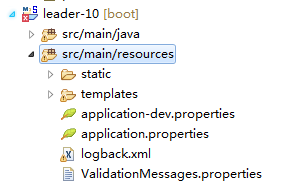 leader-10 [boot]
src/main/java
src/main/resources
static
templates
application-dev.properties
application.properties
logback.xml
ValidationMessages.properties